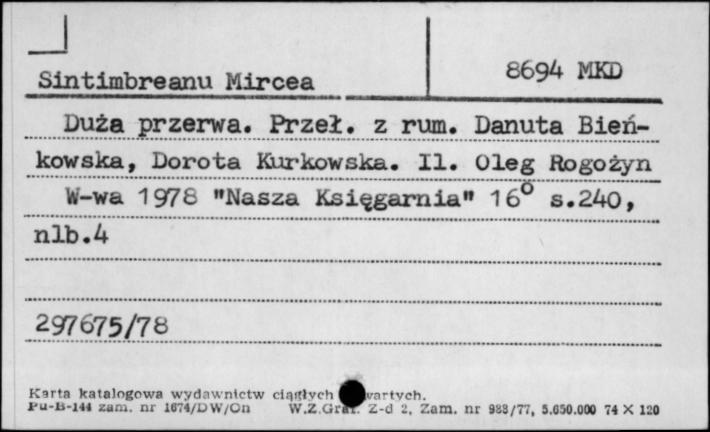 8694 MKD
Sintimbreanu Mircea
Duża przerwa. Przeł. z rum. Danuta Bień-
kowska, Dorota Kurkowska. Il. Oleg Rogożyn
W-wa 1978 "Nasza Księgarnia" 16° s.240,
nlb.4
297675/78
Karta katalogowa wydawnictw ciągłych
Pu-B-144 zam. nr 1674/DW/On W.Z.Graf. Z-d 2, Zam. nr 988/77, 5.650.000 74 X 120